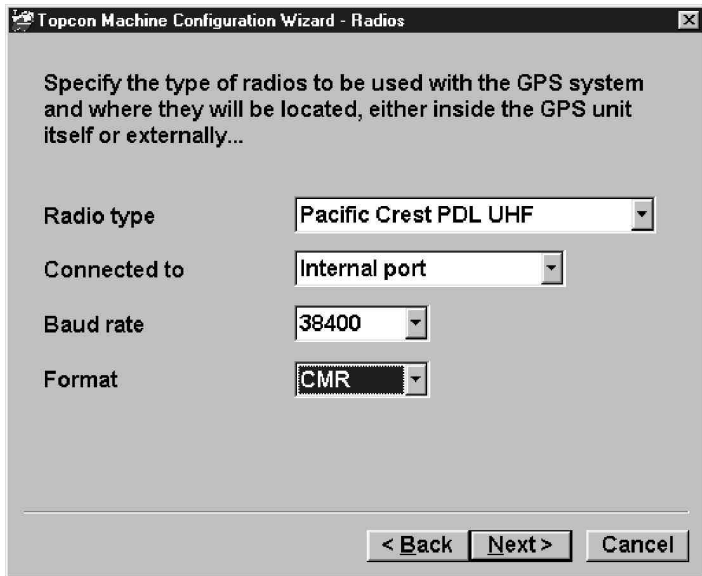 Topcon Machine Configuration Wizard - Radios
Specify the type of radios to be used with the GPS system
and where they will be located, either inside the GPS unit
itself or externally...
Radio type Pacific Crest PDL UHF
Connected to Internal port
Baud rate 38400
Format CMR
< Back Next > Cancel